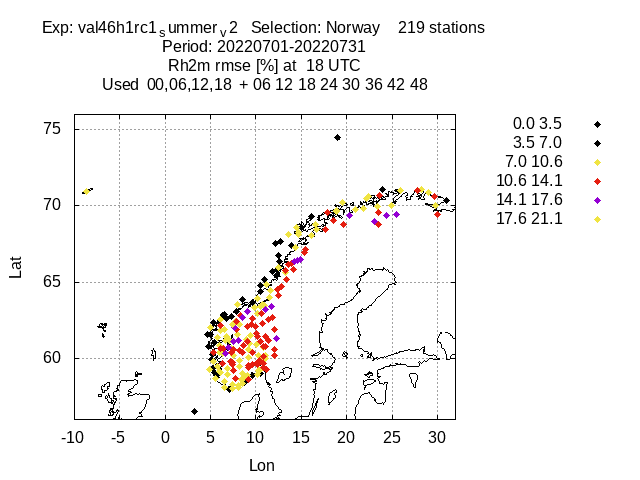 Exp: val46h1rc1summerv2   Selection: Norway    219 stations
Period: 20220701-20220731
Rh2m rmse [%] at  18 UTC
Used  00,06,12,18  + 06 12 18 24 30 36 42 48
75
70
65
60
-10 -5 0 5 10 15 20 25 30
Lat
Lon
0.0 3.5
3.5 7.0
7.0 10.6
10.6 14.1
14.1 17.6
17.6 21.1